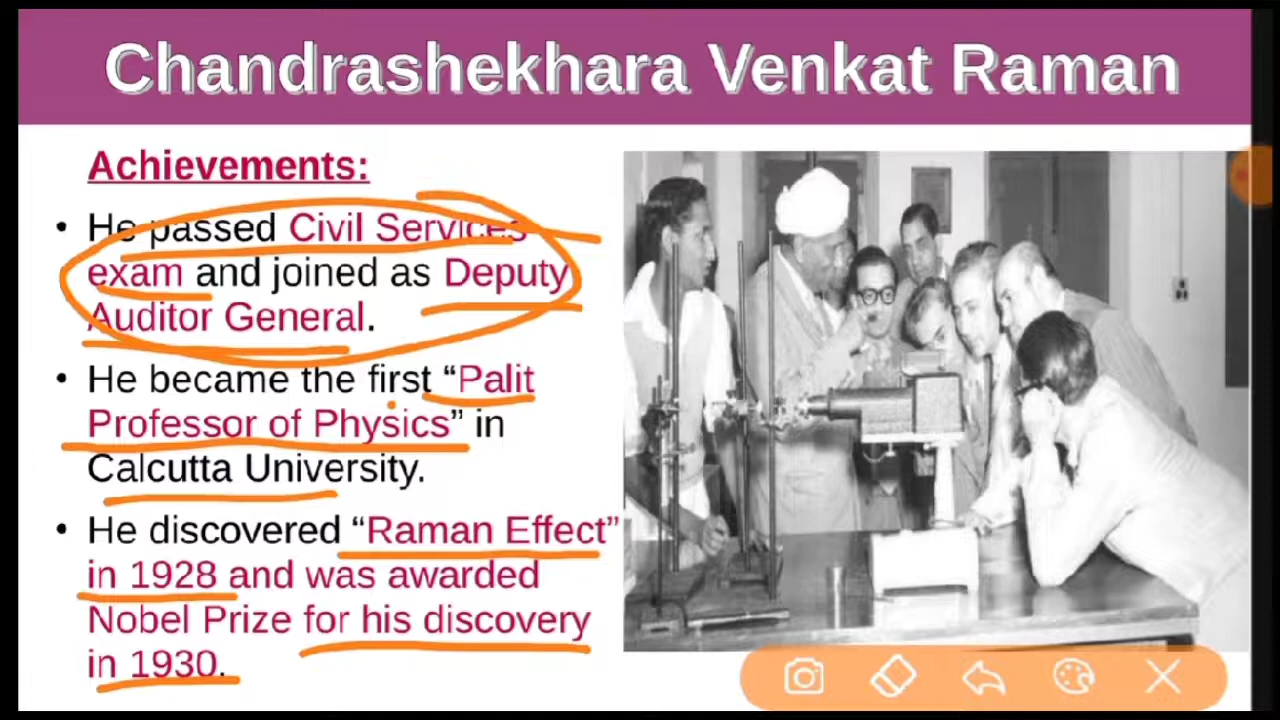 Chandrashekhara Venkat Raman
Achievements:
• He passed Civil Services
exam and joined as Deputy
Auditor General.
• He became the first “Palit
Professor of Physics” in
Calcutta University.
• He discovered “Raman Effect”
in 1928 and was awarded
Nobel Prize for his discovery
in 1930.